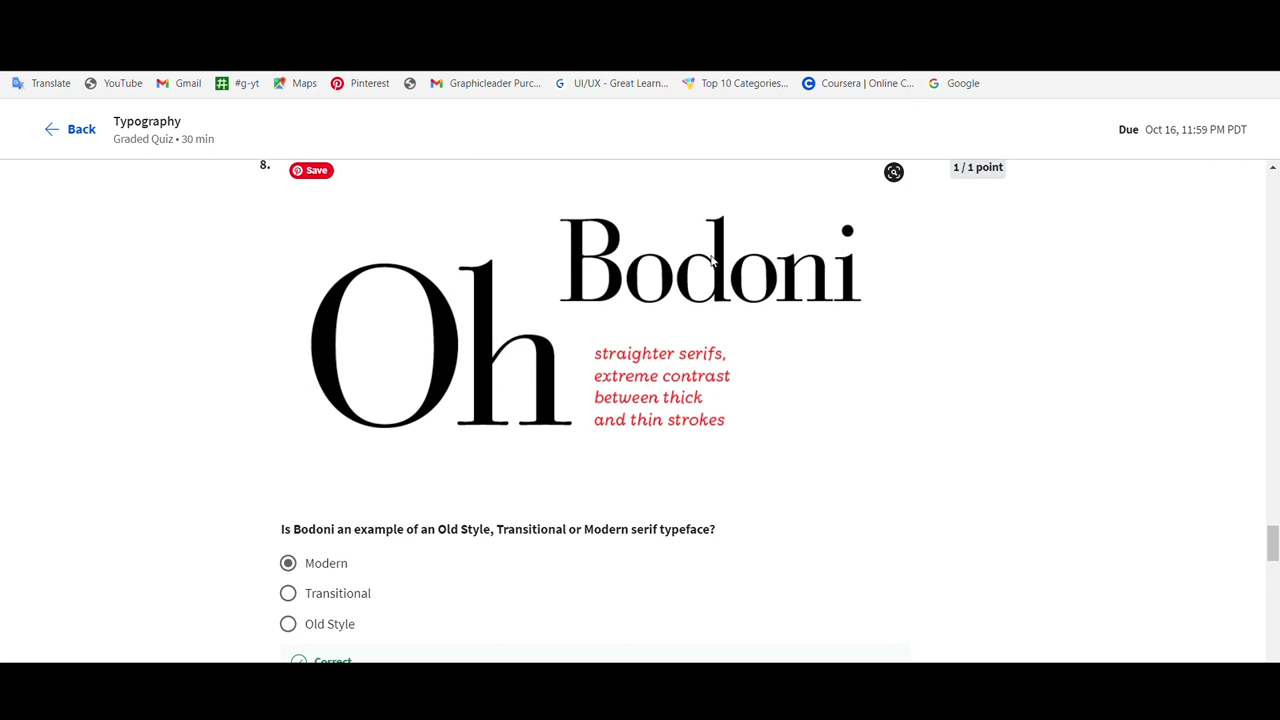 Translate YouTube Gmail #g-yt Maps Pinterest Graphicleader Purc... UI/UX - Great Learn... Top 10 Categories... Coursera | Online C... Google
Back
Typography
Graded Quiz • 30 min
Due Oct 16, 11:59 PM PDT
8.
Save
1 / 1 point
Bodoni
Oh
straighter serifs,
extreme contrast
between thick
and thin strokes
Is Bodoni an example of an Old Style, Transitional or Modern serif typeface?
Modern
Transitional
Old Style
Correct